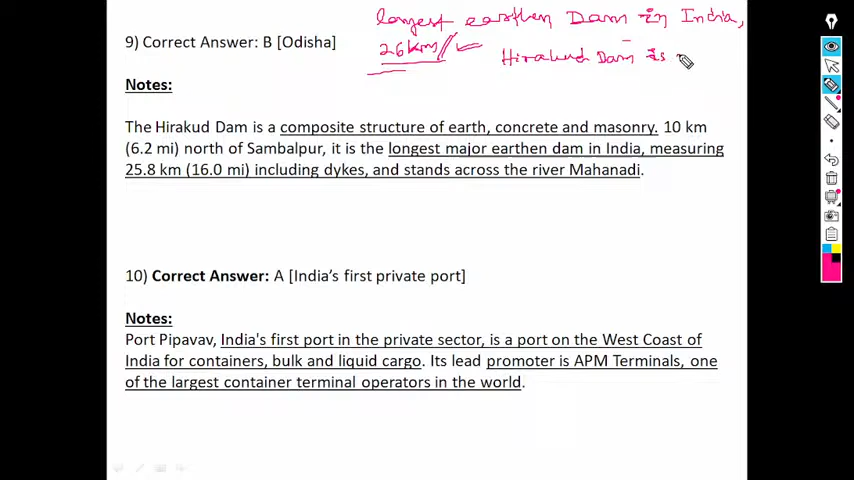 largest earthen Dam in India,
9) Correct Answer: B [Odisha]
26km
Hirakud Dam is
Notes:
The Hirakud Dam is a composite structure of earth, concrete and masonry. 10 km
(6.2 mi) north of Sambalpur, it is the longest major earthen dam in India, measuring
25.8 km (16.0 mi) including dykes, and stands across the river Mahanadi.
10) Correct Answer: A [India's first private port]
Notes:
Port Pipavav, India's first port in the private sector, is a port on the West Coast of
India for containers, bulk and liquid cargo. Its lead promoter is APM Terminals, one
of the largest container terminal operators in the world.